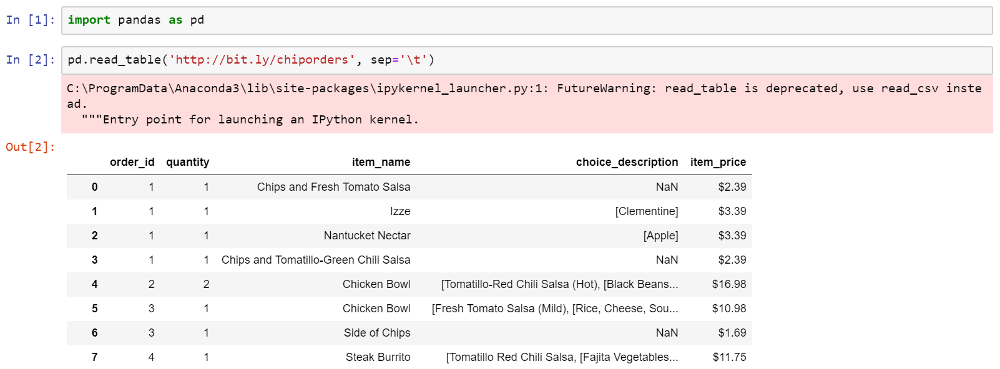 In [1]: import pandas as pd
In [2]: pd.read_table('http://bit.ly/chiporders', sep='\t')
C:\ProgramData\Anaconda3\lib\site-packages\ipykernel_launcher.py:1: FutureWarning: read_table is deprecated, use read_csv inste
ad.
"""Entry point for launching an IPython kernel.
Out[2]:
order_id quantity item_name choice_description item_price
0 1 1 Chips and Fresh Tomato Salsa NaN $2.39
1 1 1 Izze [Clementine] $3.39
2 1 1 Nantucket Nectar [Apple] $3.39
3 1 1 Chips and Tomatillo-Green Chili Salsa NaN $2.39
4 2 2 Chicken Bowl [Tomatillo-Red Chili Salsa (Hot), [Black Beans... $16.98
5 3 1 Chicken Bowl [Fresh Tomato Salsa (Mild), [Rice, Cheese, Sou... $10.98
6 3 1 Side of Chips NaN $1.69
7 4 1 Steak Burrito [Tomatillo Red Chili Salsa, [Fajita Vegetables... $11.75